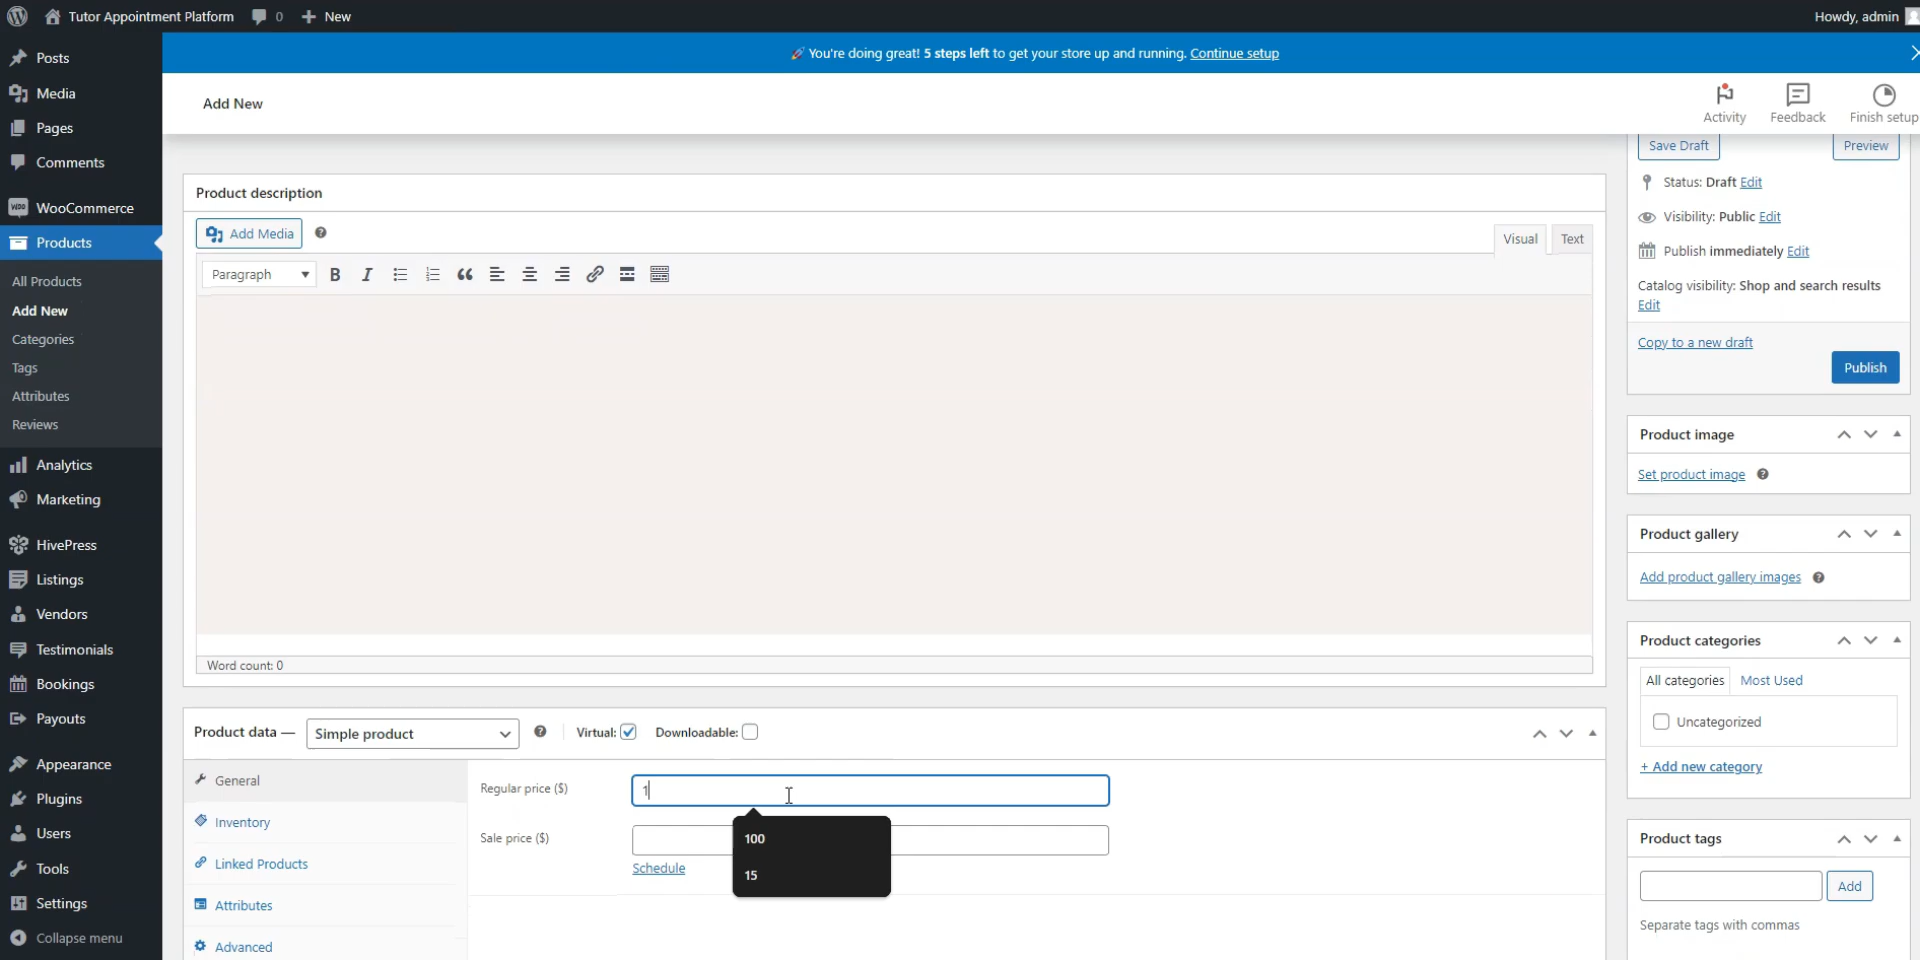 Tutor Appointment Platform 0 + New Howdy, admin
🚀 You're doing great! 5 steps left to get your store up and running. Continue setup
Add New
Activity Feedback Finish setup
Posts
Media
Pages
Comments
WooCommerce
Products
All Products
Add New
Categories
Tags
Attributes
Reviews
Analytics
Marketing
HivePress
Listings
Vendors
Testimonials
Bookings
Payouts
Appearance
Plugins
Users
Tools
Settings
Collapse menu
Product description
Add Media
Visual Text
Paragraph
Word count: 0
Product data — Simple product Virtual: Downloadable:
General
Inventory
Linked Products
Attributes
Advanced
Regular price ($) 1
100
15
Sale price ($)
Schedule
Save Draft Preview
Status: Draft Edit
Visibility: Public Edit
Publish immediately Edit
Catalog visibility: Shop and search results
Edit
Copy to a new draft
Publish
Product image
Set product image
Product gallery
Add product gallery images
Product categories
All categories Most Used
Uncategorized
+ Add new category
Product tags
Add
Separate tags with commas